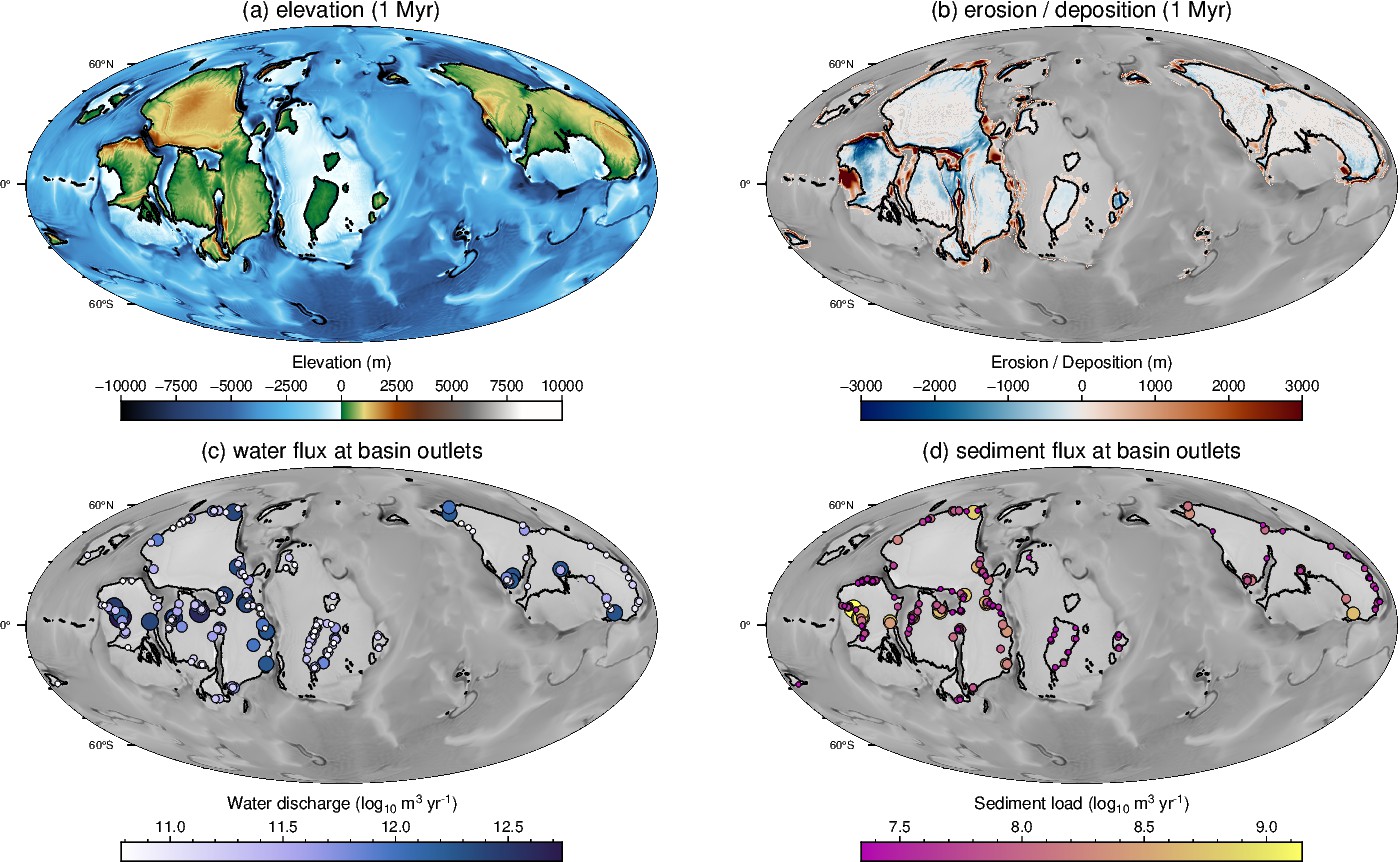 (a) elevation (1 Myr)
60°N
0°
60°S
Elevation (m)
−10000 −7500 −5000 −2500 0 2500 5000 7500 10000
(b) erosion / deposition (1 Myr)
60°N
0°
60°S
Erosion / Deposition (m)
−3000 −2000 −1000 0 1000 2000 3000
(c) water flux at basin outlets
60°N
0°
60°S
Water discharge (log₁₀ m³ yr⁻¹)
11.0 11.5 12.0 12.5
(d) sediment flux at basin outlets
60°N
0°
60°S
Sediment load (log₁₀ m³ yr⁻¹)
7.5 8.0 8.5 9.0